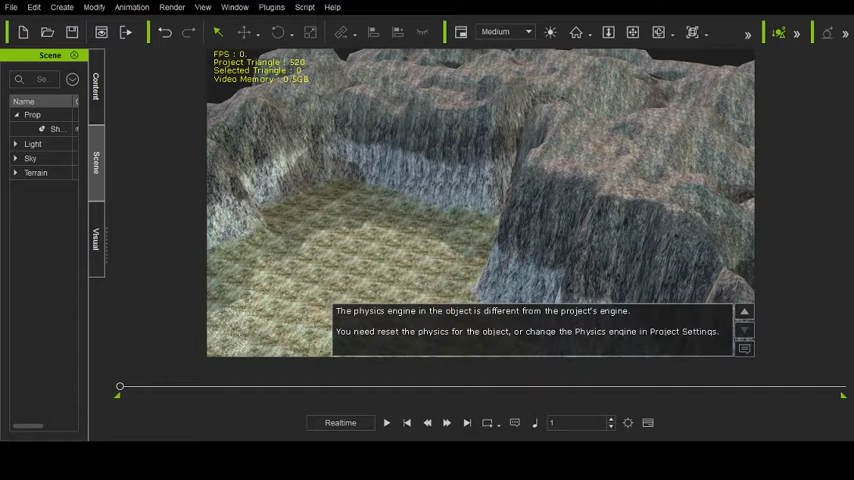 File Edit Create Modify Animation Render View Window Plugins Script Help
Medium
Scene
Se...
Name
Prop
Sh...
Light
Sky
Terrain
Content
Scene
Visual
FPS : 0.
Project Triangle : 520
Selected Triangle : 0
Video Memory : 0.5GB
The physics engine in the object is different from the project's engine.
You need reset the physics for the object, or change the Physics engine in Project Settings.
Realtime
1